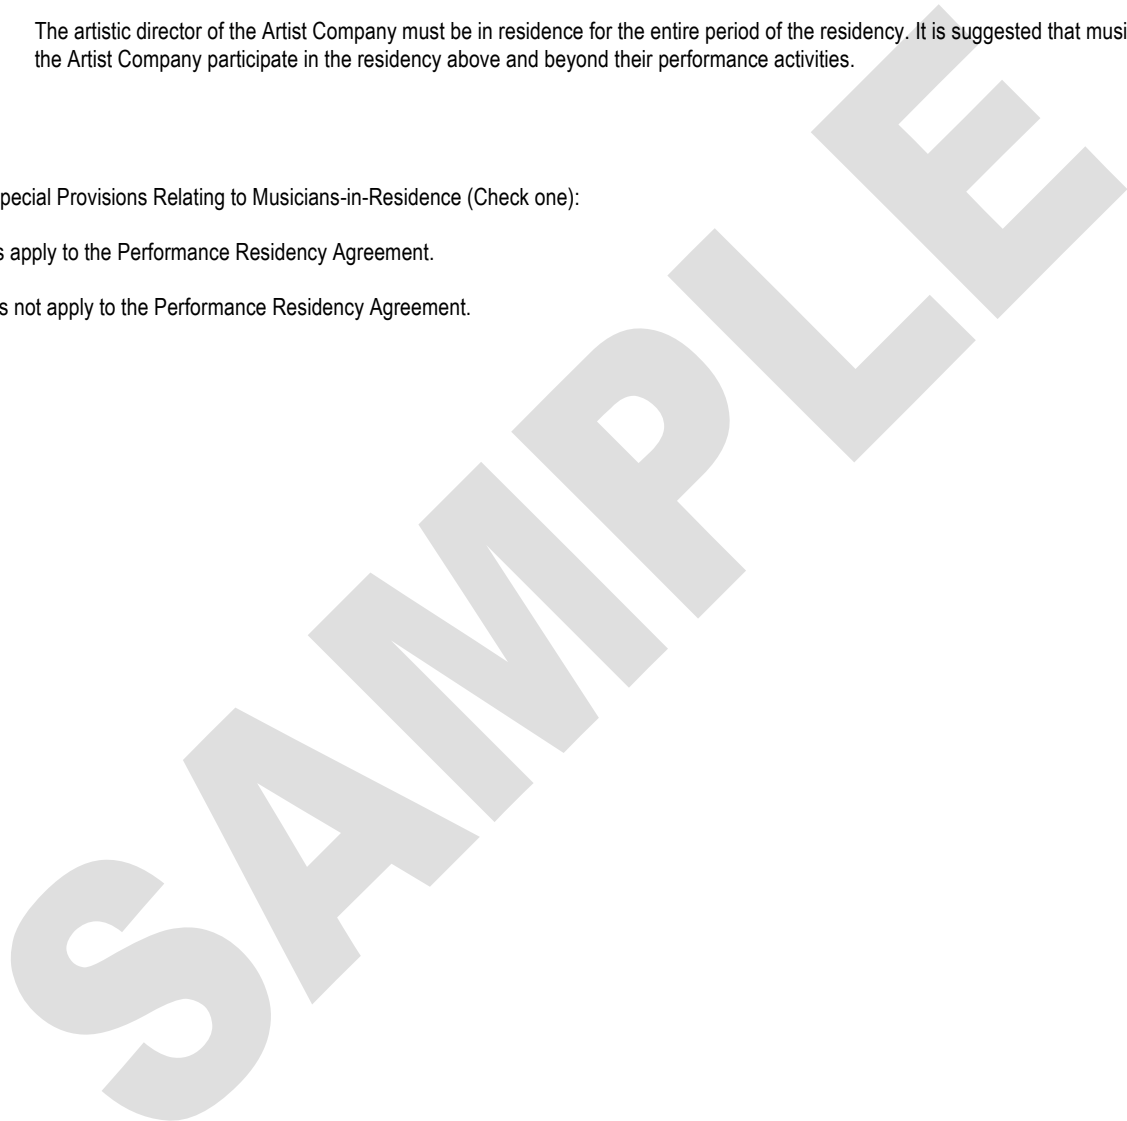 The artistic director of the Artist Company must be in residence for the entire period of the residency. It is suggested that musi
the Artist Company participate in the residency above and beyond their performance activities.
pecial Provisions Relating to Musicians-in-Residence (Check one):
s apply to the Performance Residency Agreement.
s not apply to the Performance Residency Agreement.
SAMPLE